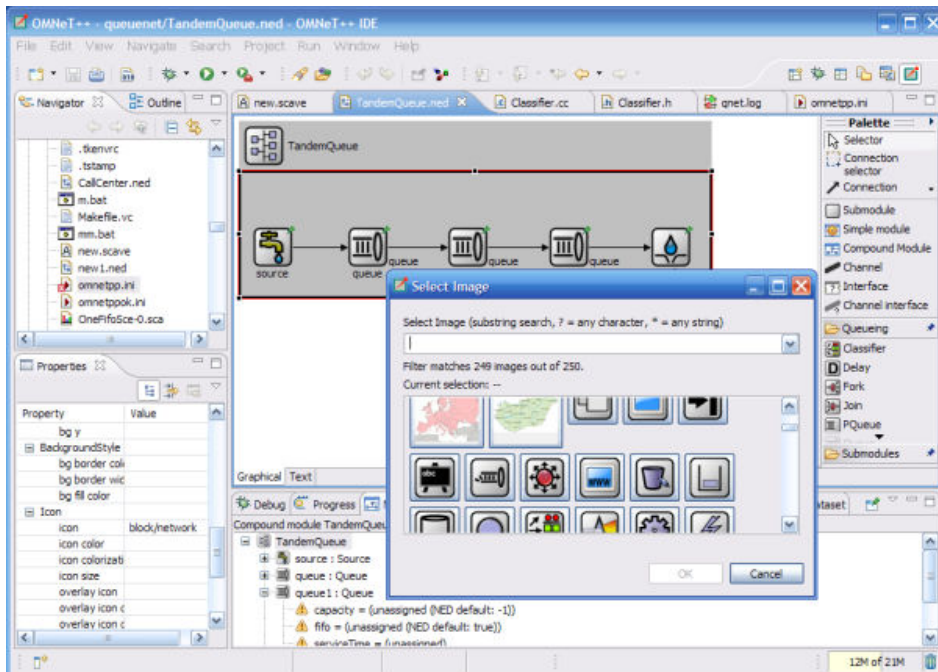 OMNeT++ - queuenet/TandemQueue.ned - OMNeT++ IDE
File Edit View Navigate Search Project Run Window Help
Navigator Outline
new.scave TandemQueue.ned Classifier.cc Classifier.h qnet.log omnetpp.ini
.tkenvrc
.tstamp
CallCenter.ned
m.bat
Makefile.vc
mm.bat
new.scave
new1.ned
omnetpp.ini
omnetppok.ini
OneFifoSce-0.sca
TandemQueue
source
queue
queue
queue
queue
Palette
Selector
Connection
selector
Connection
Submodule
Simple module
Compound Module
Channel
Interface
Channel interface
Queueing
Classifier
Delay
Fork
Join
PQueue
Submodules
Select Image
Select Image (substring search, ? = any character, * = any string)
Filter matches 249 images out of 250.
Current selection: --
abc
www
OK Cancel
Properties
Property Value
bg y
BackgroundStyle
bg border col
bg border wid
bg fill color
Icon
icon block/network
icon color
icon colorizati
icon size
overlay icon
overlay icon c
Graphical Text
Debug Progress
ataset
Compound module TandemQueu
TandemQueue
source : Source
queue : Queue
queue1 : Queue
capacity = (unassigned (NED default: -1))
fifo = (unassigned (NED default: true))
serviceTime = (unassigned)
12M of 21M